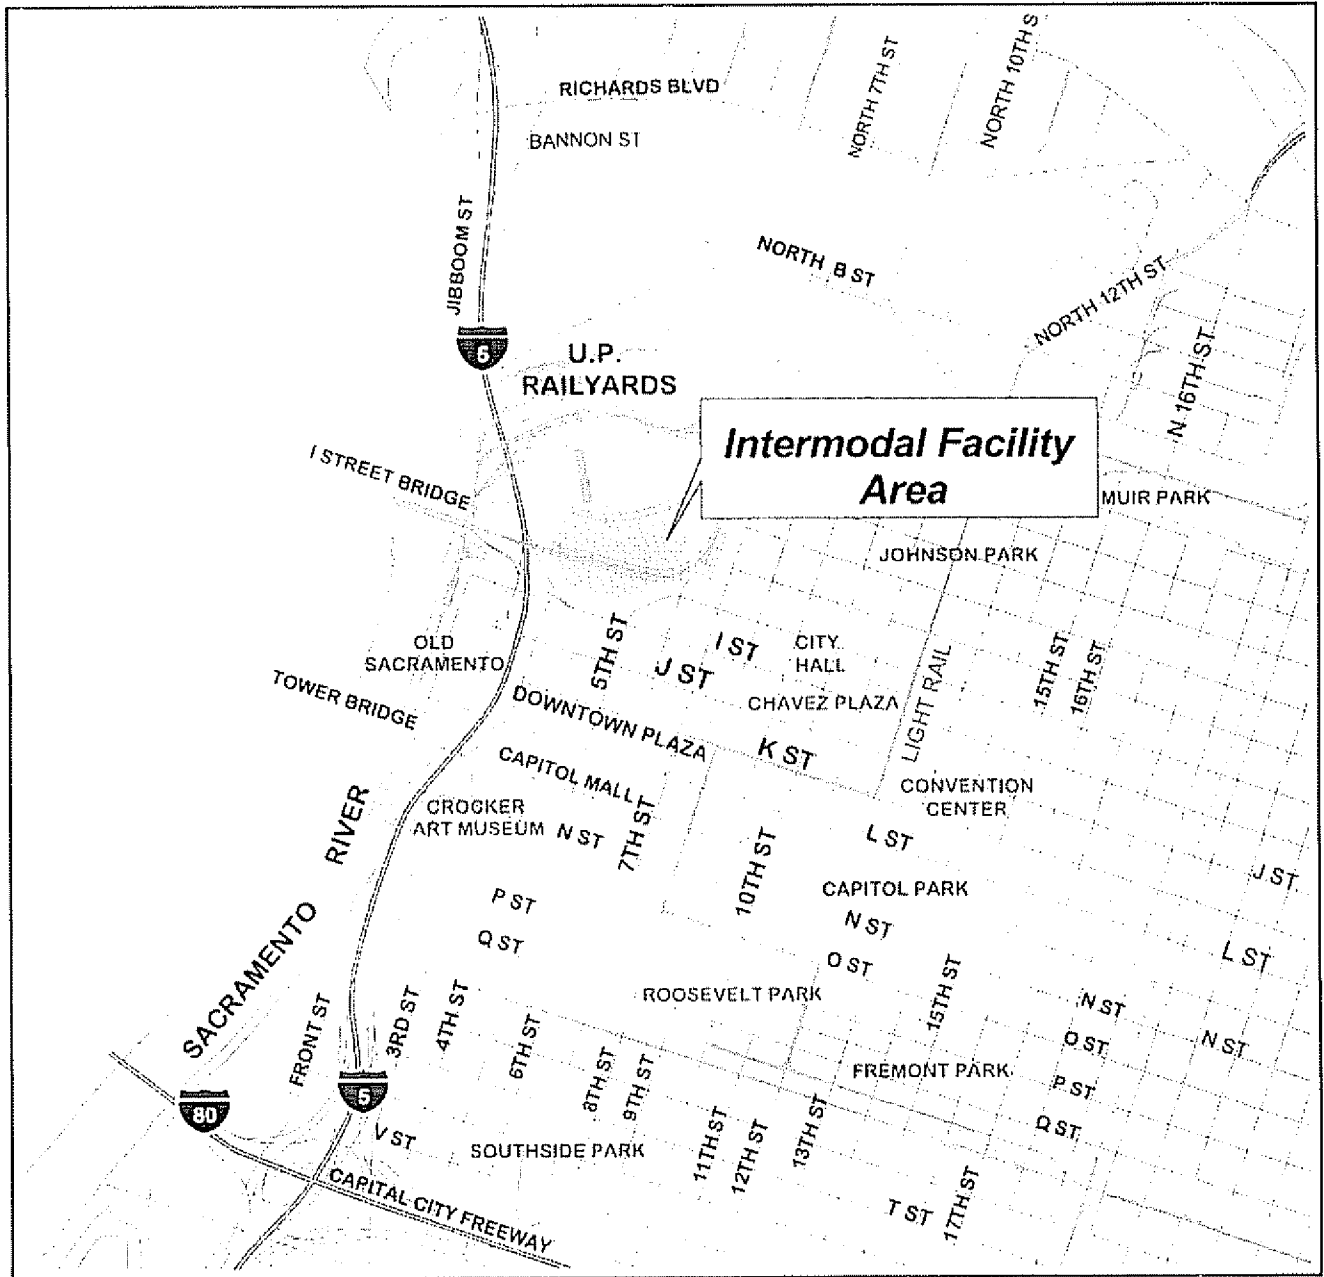 RICHARDS BLVD
BANNON ST
NORTH 7TH ST
NORTH 10TH S
JIBBOOM ST
NORTH B ST
NORTH 12TH ST
N 16TH ST
6
U.P.
RAILYARDS
Intermodal Facility
Area
I STREET BRIDGE
MUIR PARK
JOHNSON PARK
OLD
SACRAMENTO
5TH ST
I ST
J ST
CITY
HALL
CHAVEZ PLAZA
LIGHT RAIL
15TH ST
16TH ST
TOWER BRIDGE
DOWNTOWN PLAZA
K ST
CAPITOL MALL
CROCKER
ART MUSEUM
N ST
7TH ST
CONVENTION
CENTER
L ST
10TH ST
CAPITOL PARK
J ST
P ST
Q ST
N ST
O ST
L ST
SACRAMENTO RIVER
ROOSEVELT PARK
15TH ST
N ST
O ST
P ST
Q ST
N ST
FRONT ST
3RD ST
4TH ST
6TH ST
8TH ST
9TH ST
FREMONT PARK
80
5
V ST
SOUTHSIDE PARK
11TH ST
12TH ST
13TH ST
CAPITAL CITY FREEWAY
T ST
17TH ST